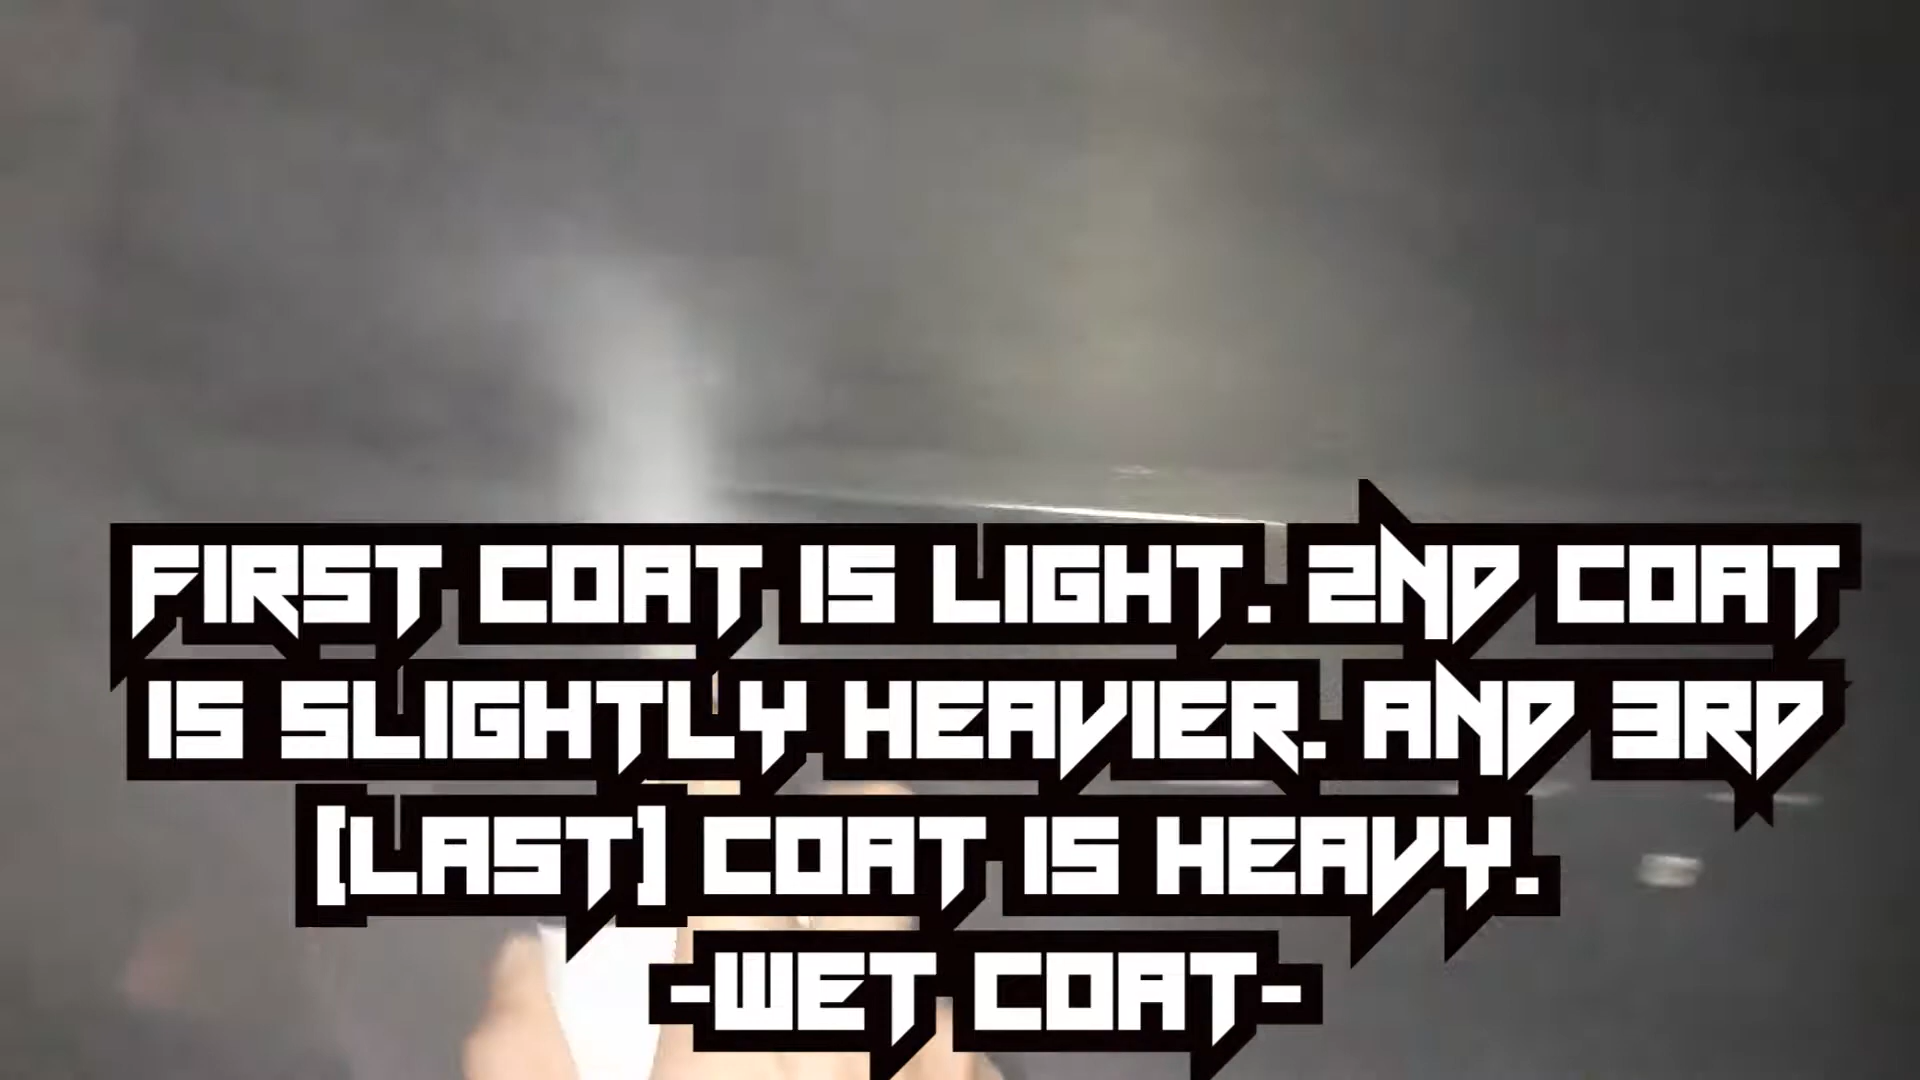 FIRST COAT IS LIGHT. 2ND COAT
IS SLIGHTLY HEAVIER. AND 3RD
[LAST] COAT IS HEAVY.
-WET COAT-